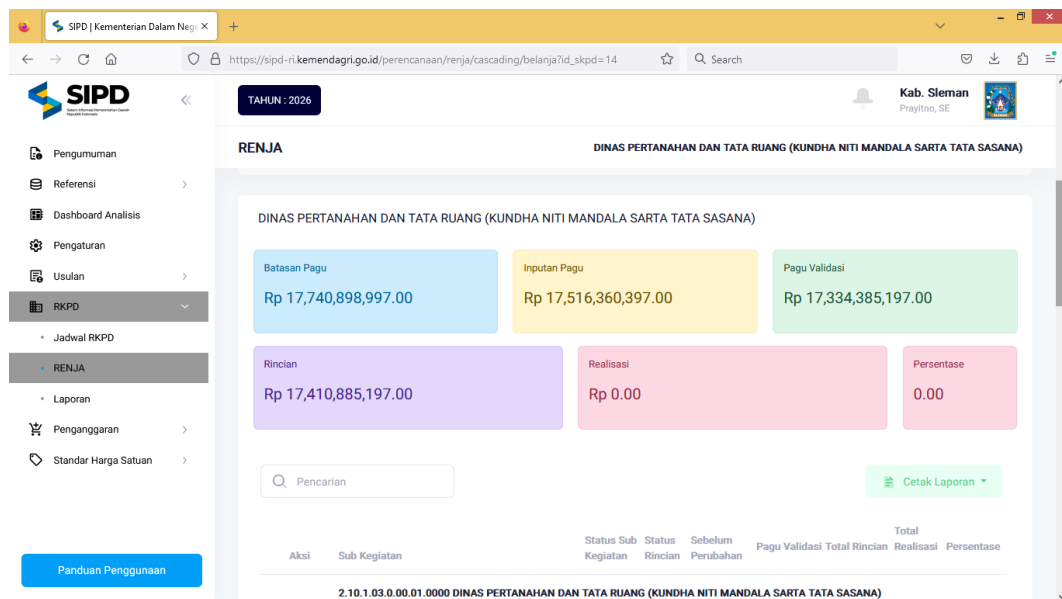 SIPD | Kementerian Dalam Nege
https://sipd-ri.kemendagri.go.id/perencanaan/renja/cascading/belanja?id_skpd=14
Search
SIPD
Sistem Informasi Pemerintahan Daerah
Republik Indonesia
TAHUN : 2026
Kab. Sleman
Prayitno, SE
RENJA
DINAS PERTANAHAN DAN TATA RUANG (KUNDHA NITI MANDALA SARTA TATA SASANA)
Pengumuman
Referensi
Dashboard Analisis
Pengaturan
Usulan
RKPD
Jadwal RKPD
RENJA
Laporan
Penganggaran
Standar Harga Satuan
Panduan Penggunaan
DINAS PERTANAHAN DAN TATA RUANG (KUNDHA NITI MANDALA SARTA TATA SASANA)
Batasan Pagu
Rp 17,740,898,997.00
Inputan Pagu
Rp 17,516,360,397.00
Pagu Validasi
Rp 17,334,385,197.00
Rincian
Rp 17,410,885,197.00
Realisasi
Rp 0.00
Persentase
0.00
Pencarian
Cetak Laporan
Aksi
Sub Kegiatan
Status Sub
Kegiatan
Status
Rincian
Sebelum
Perubahan
Pagu Validasi
Total Rincian
Total
Realisasi
Persentase
2.10.1.03.0.00.01.0000 DINAS PERTANAHAN DAN TATA RUANG (KUNDHA NITI MANDALA SARTA TATA SASANA)